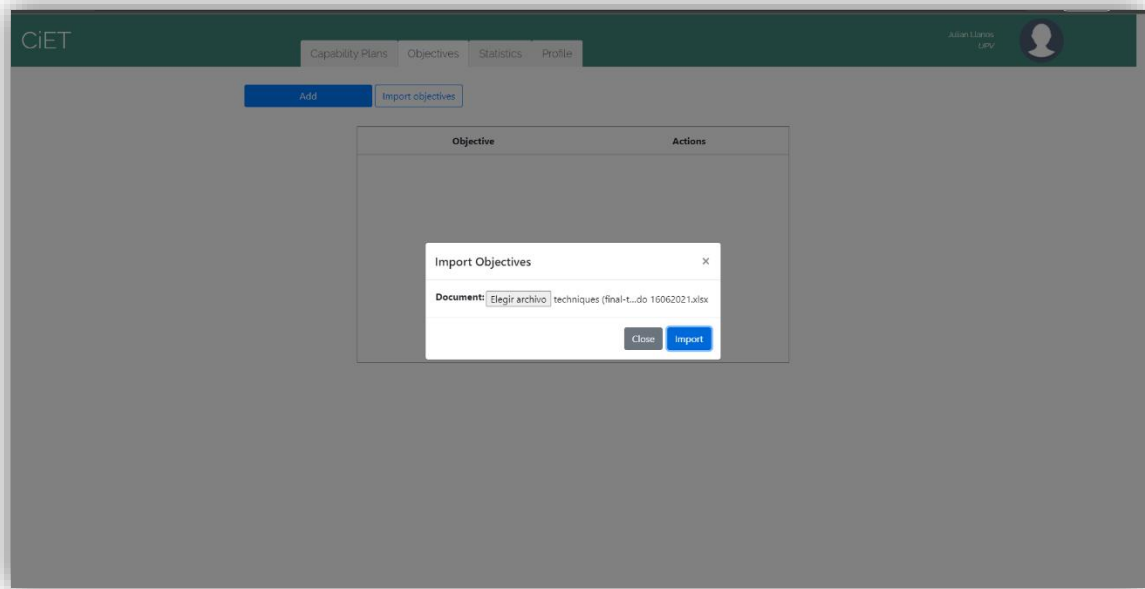 CiET
Capability Plans Objectives Statistics Profile
Julian Llanos
UPV
Add Import objectives
Objective Actions
Import Objectives ×
Document: Elegir archivo techniques (final-t...do 16062021.xlsx
Close Import